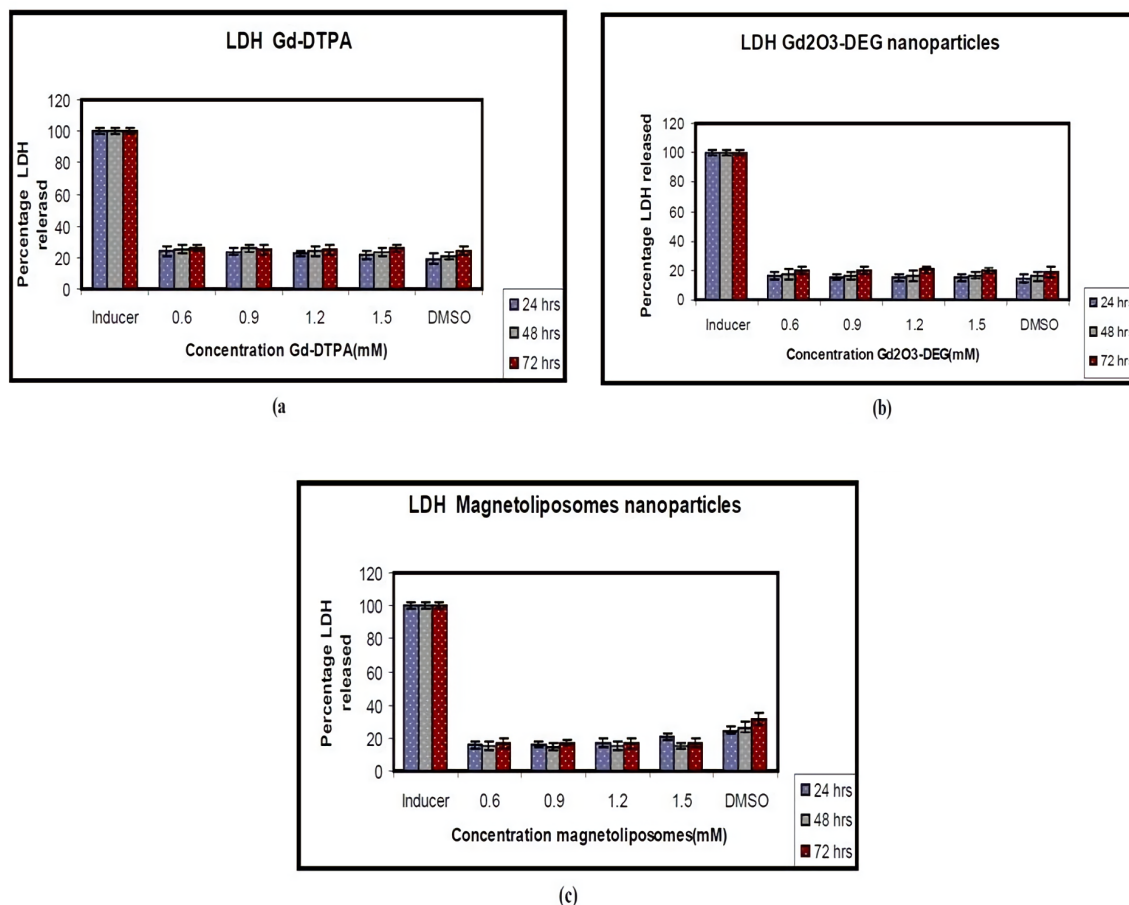 LDH Gd-DTPA
Percentage LDH
relerasd
120
100
80
60
40
20
0
Inducer 0.6 0.9 1.2 1.5 DMSO
Concentration Gd-DTPA(mM)
24 hrs
48 hrs
72 hrs
(a
LDH Gd2O3-DEG nanoparticles
Percentage LDH released
120
100
80
60
40
20
0
Inducer 0.6 0.9 1.2 1.5 DMSO
Concentration Gd2O3-DEG(mM)
24 hrs
48 hrs
72 hrs
(b)
LDH Magnetoliposomes nanoparticles
Percentage LDH
released
120
100
80
60
40
20
0
Inducer 0.6 0.9 1.2 1.5 DMSO
Concentration magnetoliposomes(mM)
24 hrs
48 hrs
72 hrs
(c)